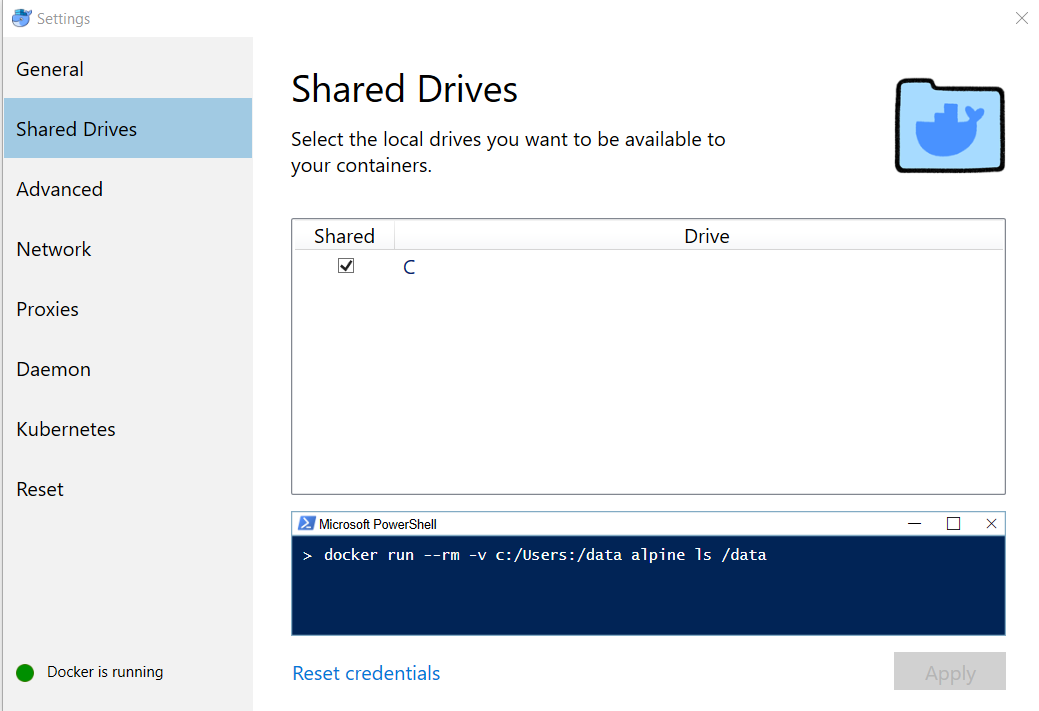 Settings
General
Shared Drives
Advanced
Network
Proxies
Daemon
Kubernetes
Reset
Docker is running
Shared Drives
Select the local drives you want to be available to
your containers.
Shared Drive
C
Microsoft PowerShell
> docker run --rm -v c:/Users:/data alpine ls /data
Reset credentials
Apply